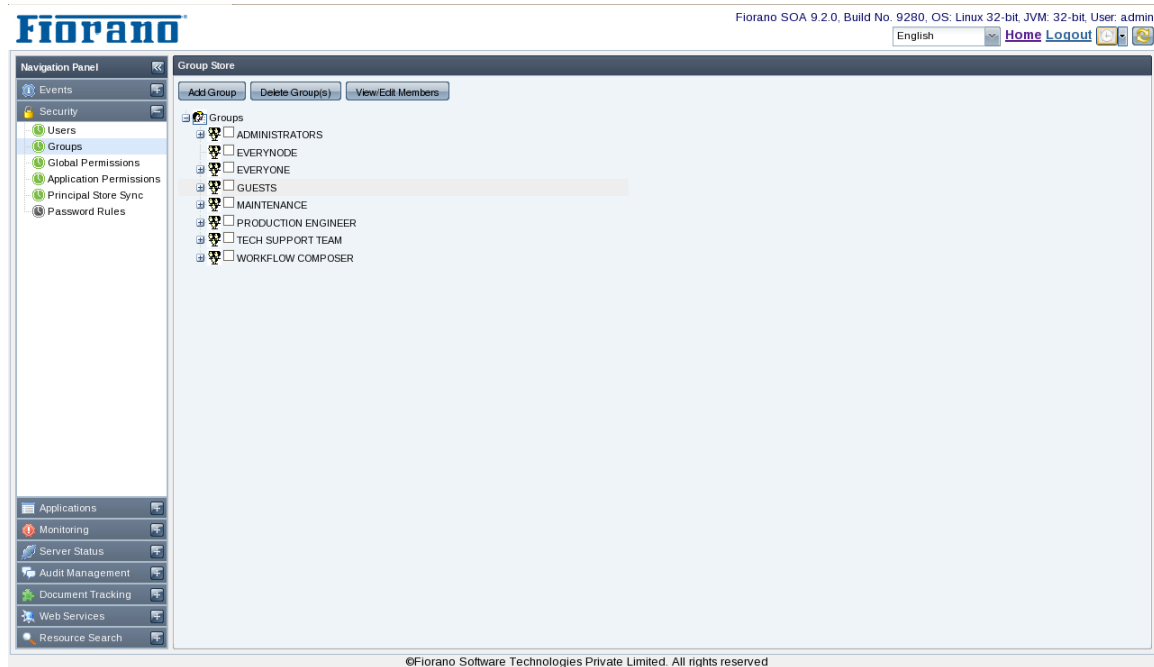 Fiorano
Fiorano SOA 9.2.0, Build No. 9280, OS: Linux 32-bit, JVM: 32-bit, User: admin
English Home Logout
Navigation Panel
Events
Security
Users
Groups
Global Permissions
Application Permissions
Principal Store Sync
Password Rules
Applications
Monitoring
Server Status
Audit Management
Document Tracking
Web Services
Resource Search
Group Store
Add Group Delete Group(s) View/Edit Members
Groups
ADMINISTRATORS
EVERYNODE
EVERYONE
GUESTS
MAINTENANCE
PRODUCTION ENGINEER
TECH SUPPORT TEAM
WORKFLOW COMPOSER
©Fiorano Software Technologies Private Limited. All rights reserved